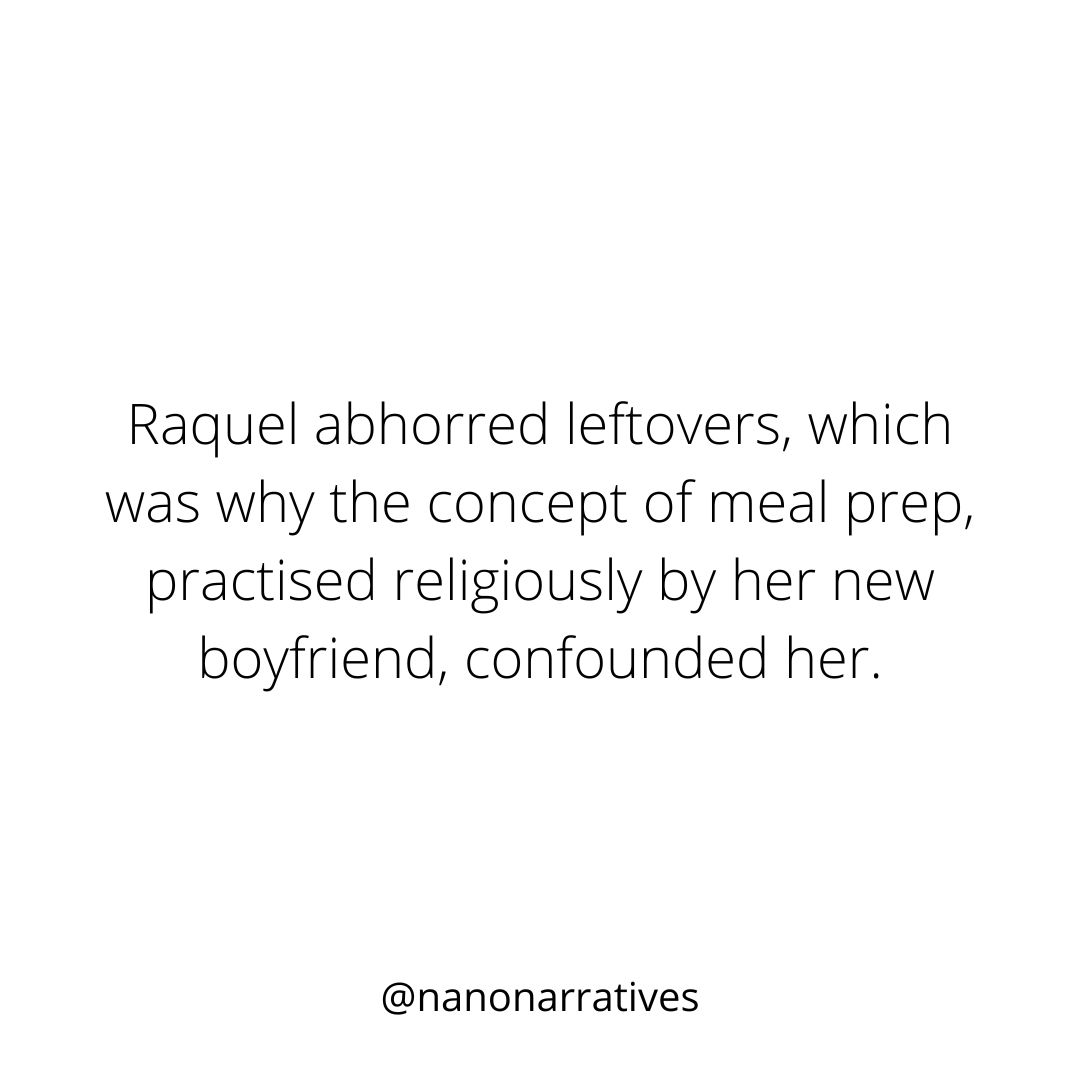 Raquel abhorred leftovers, which
was why the concept of meal prep,
practised religiously by her new
boyfriend, confounded her.
@nanonarratives